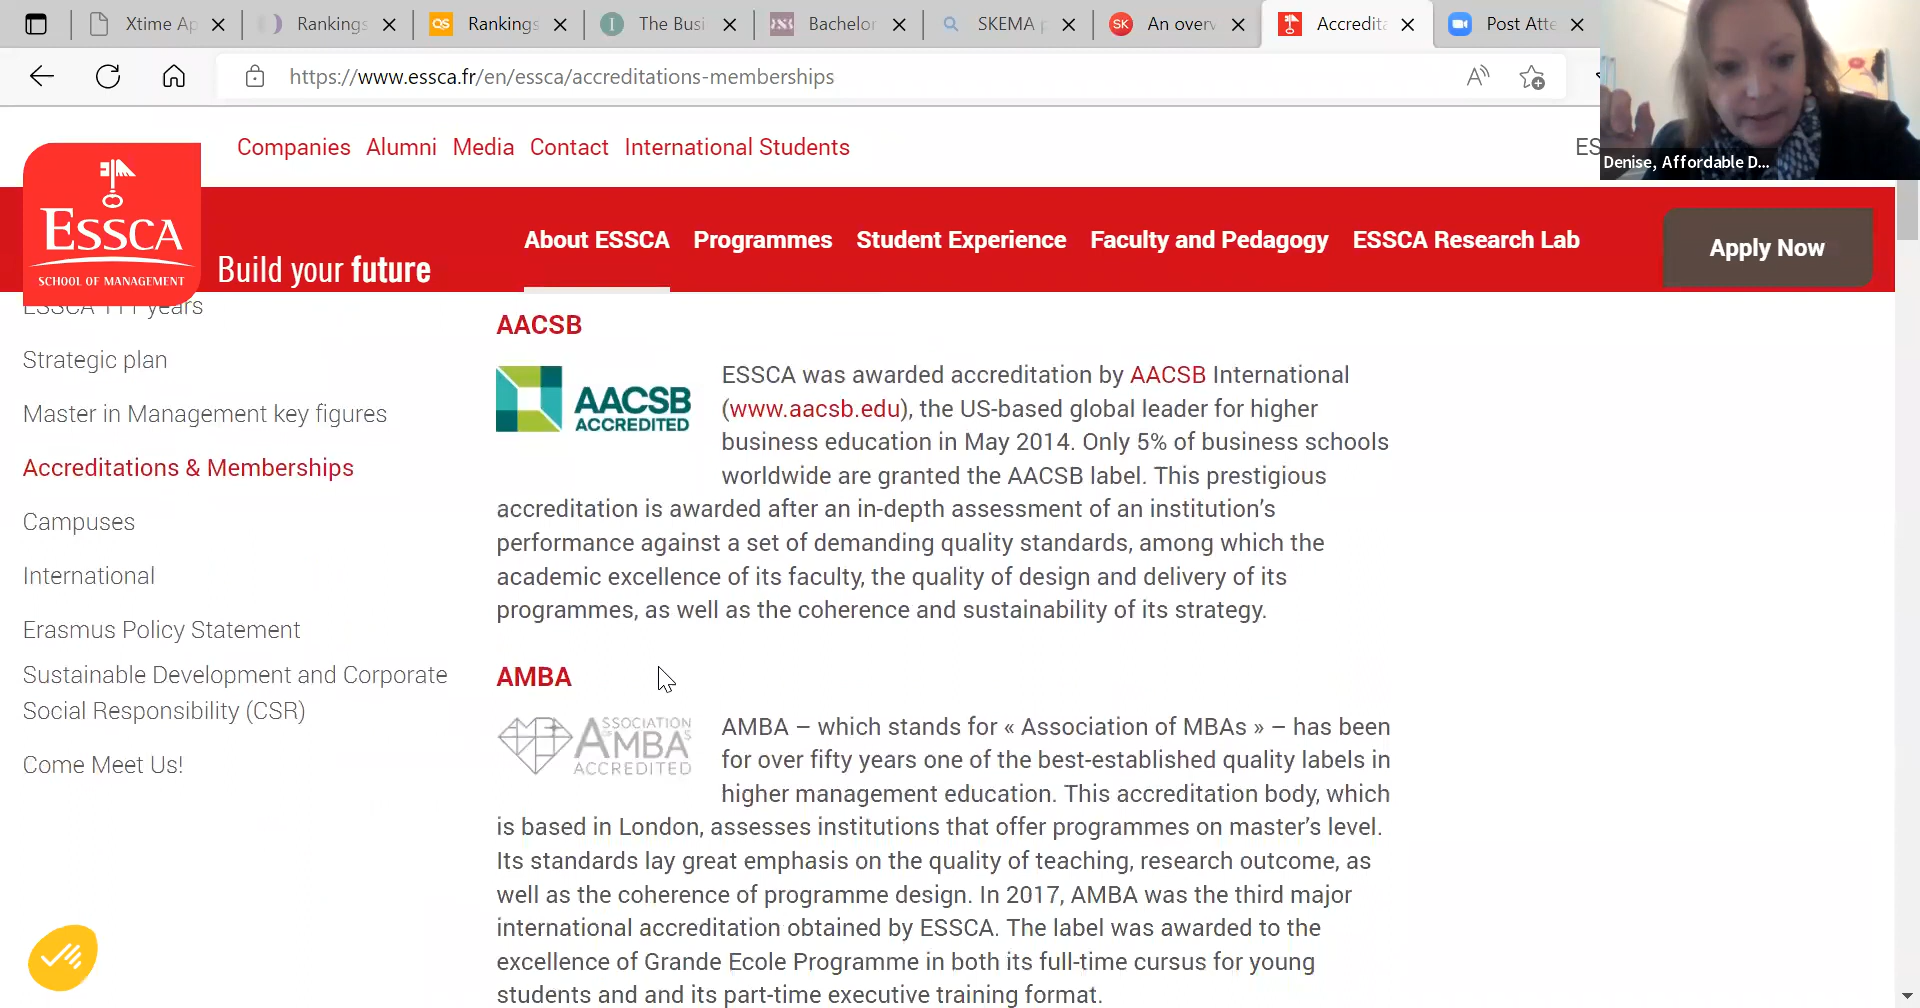 Xtime Ap
Rankings
QS Rankings
I The Busi
Bachelor
SKEMA p
SK An overv
Accredita
Post Atte
https://www.essca.fr/en/essca/accreditations-memberships
Denise, Affordable D...
Companies Alumni Media Contact International Students
ES
ESSCA
SCHOOL OF MANAGEMENT
Build your future
About ESSCA Programmes Student Experience Faculty and Pedagogy ESSCA Research Lab
Apply Now
ESSCA 111 years
Strategic plan
Master in Management key figures
Accreditations & Memberships
Campuses
International
Erasmus Policy Statement
Sustainable Development and Corporate
Social Responsibility (CSR)
Come Meet Us!
AACSB
AACSB
ACCREDITED
ESSCA was awarded accreditation by AACSB International
(www.aacsb.edu), the US-based global leader for higher
business education in May 2014. Only 5% of business schools
worldwide are granted the AACSB label. This prestigious
accreditation is awarded after an in-depth assessment of an institution’s
performance against a set of demanding quality standards, among which the
academic excellence of its faculty, the quality of design and delivery of its
programmes, as well as the coherence and sustainability of its strategy.
AMBA
ASSOCIATION
OF AMBA'S
ACCREDITED
AMBA – which stands for « Association of MBAs » – has been
for over fifty years one of the best-established quality labels in
higher management education. This accreditation body, which
is based in London, assesses institutions that offer programmes on master’s level.
Its standards lay great emphasis on the quality of teaching, research outcome, as
well as the coherence of programme design. In 2017, AMBA was the third major
international accreditation obtained by ESSCA. The label was awarded to the
excellence of Grande Ecole Programme in both its full-time cursus for young
students and and its part-time executive training format.